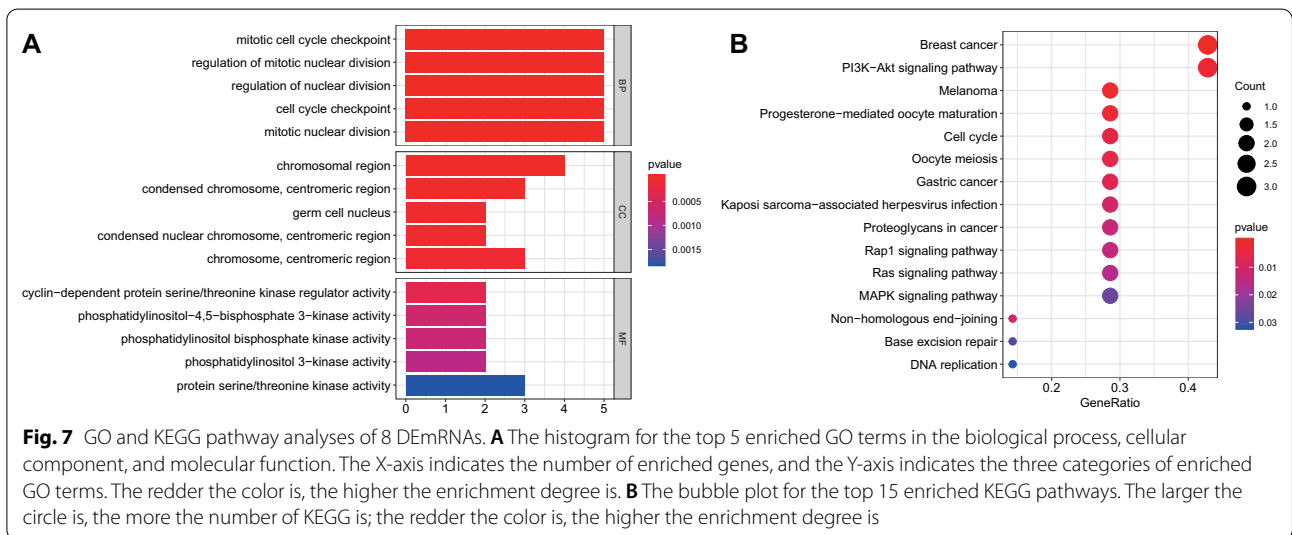 A
mitotic cell cycle checkpoint
regulation of mitotic nuclear division
regulation of nuclear division
cell cycle checkpoint
mitotic nuclear division
BP
chromosomal region
condensed chromosome, centromeric region
germ cell nucleus
condensed nuclear chromosome, centromeric region
chromosome, centromeric region
CC
cyclin−dependent protein serine/threonine kinase regulator activity
phosphatidylinositol−4,5−bisphosphate 3−kinase activity
phosphatidylinositol bisphosphate kinase activity
phosphatidylinositol 3−kinase activity
protein serine/threonine kinase activity
MF
0 1 2 3 4 5
pvalue
0.0005
0.0010
0.0015
B
Breast cancer
PI3K−Akt signaling pathway
Melanoma
Progesterone−mediated oocyte maturation
Cell cycle
Oocyte meiosis
Gastric cancer
Kaposi sarcoma−associated herpesvirus infection
Proteoglycans in cancer
Rap1 signaling pathway
Ras signaling pathway
MAPK signaling pathway
Non−homologous end−joining
Base excision repair
DNA replication
0.2 0.3 0.4
GeneRatio
Count
1.0
1.5
2.0
2.5
3.0
pvalue
0.01
0.02
0.03
Fig. 7 GO and KEGG pathway analyses of 8 DEmRNAs. A The histogram for the top 5 enriched GO terms in the biological process, cellular
component, and molecular function. The X-axis indicates the number of enriched genes, and the Y-axis indicates the three categories of enriched
GO terms. The redder the color is, the higher the enrichment degree is. B The bubble plot for the top 15 enriched KEGG pathways. The larger the
circle is, the more the number of KEGG is; the redder the color is, the higher the enrichment degree is